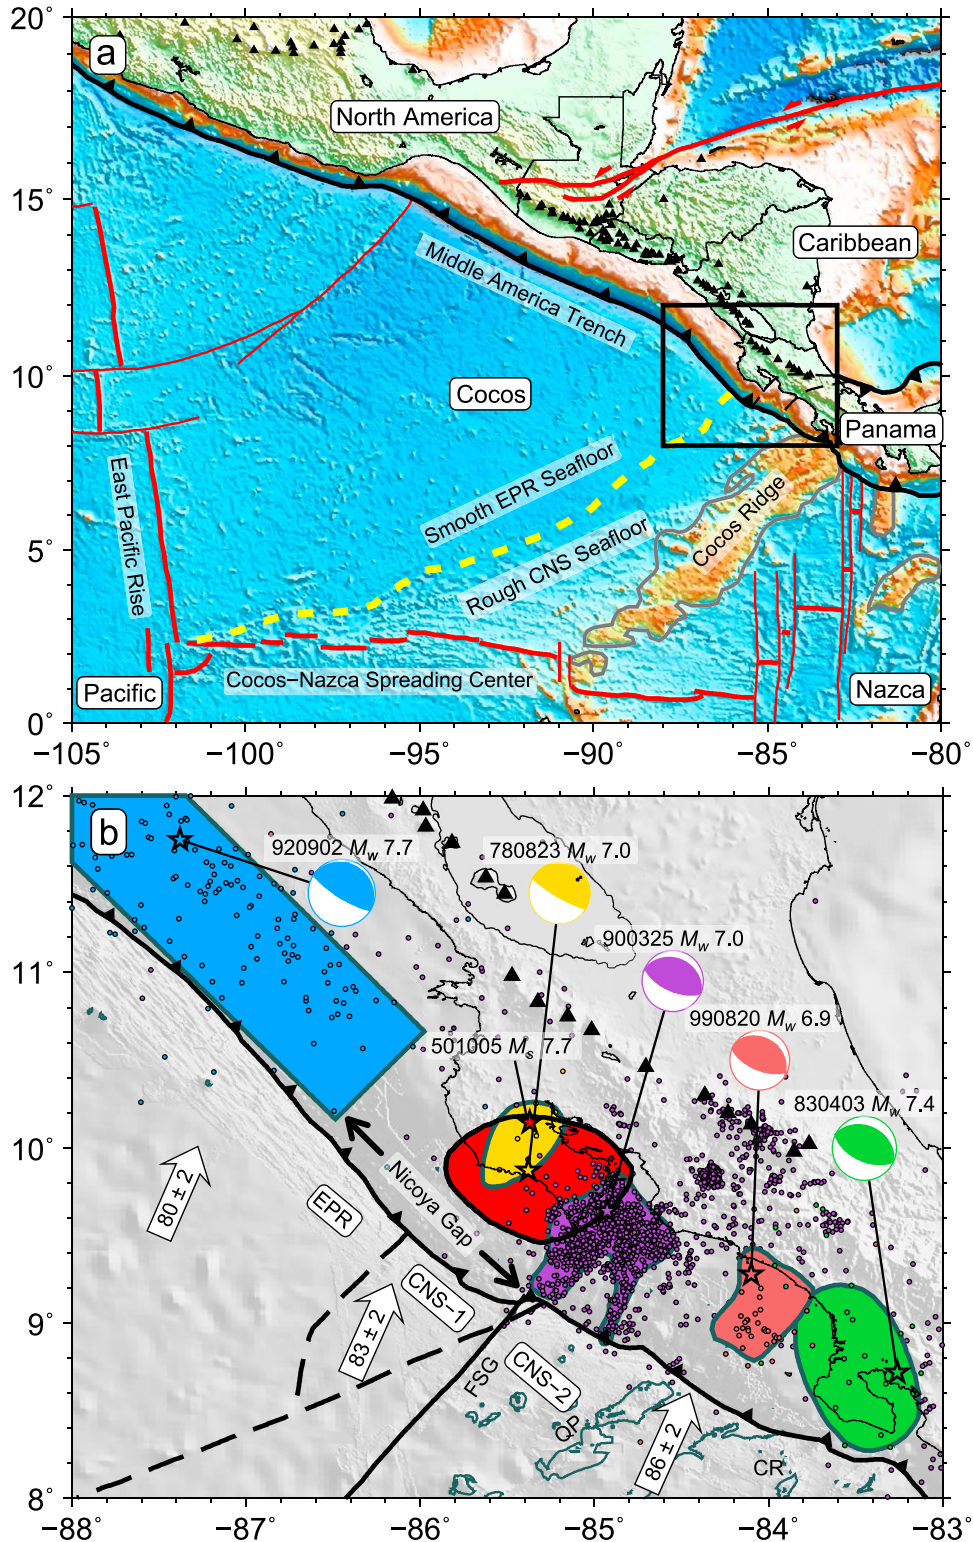 20°
a
North America
15°
Caribbean
Middle America Trench
10°
Cocos
Panama
East Pacific Rise
Smooth EPR Seafloor
Cocos Ridge
5°
Rough CNS Seafloor
Cocos−Nazca Spreading Center
Pacific
Nazca
0°
−105° −100° −95° −90° −85° −80°
12°
b
920902 Mw 7.7
780823 Mw 7.0
900325 Mw 7.0
11°
990820 Mw 6.9
501005 Ms 7.7
830403 Mw 7.4
10°
Nicoya Gap
80 ± 2
EPR
CNS-1
9°
83 ± 2
FSG
CNS-2
QP
86 ± 2
CR
8°
−88° −87° −86° −85° −84° −83°